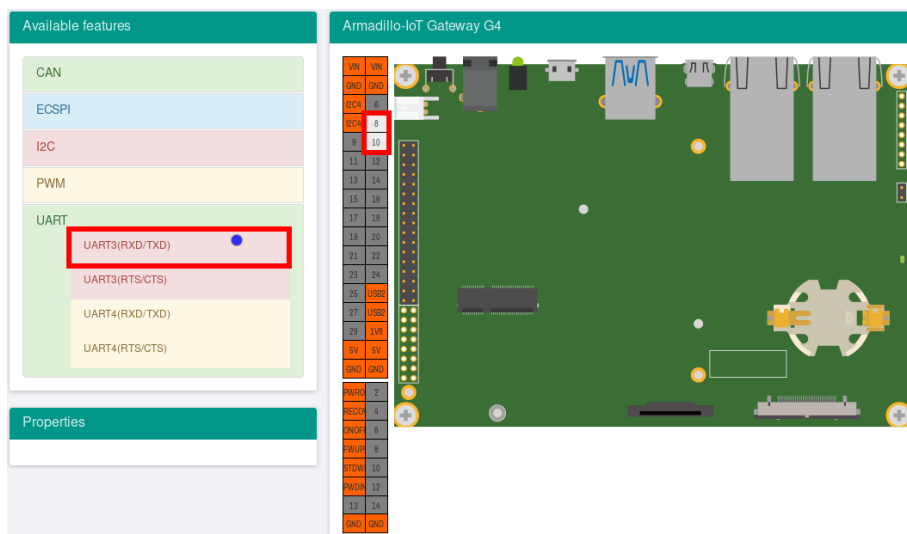 Available features
CAN
ECSPI
I2C
PWM
UART
UART3(RXD/TXD)
UART3(RTS/CTS)
UART4(RXD/TXD)
UART4(RTS/CTS)
Properties
Armadillo-IoT Gateway G4
VIN VIN
GND GND
I2C4 6
I2C4 8
9 10
11 12
13 14
15 16
17 18
19 20
21 22
23 24
25 USB2
27 USB2
29 1V8
5V 5V
GND GND
PWRO 2
RECOV 4
ONOFF 6
FWUP 8
STDW 10
PWDIN 12
13 14
GND GND